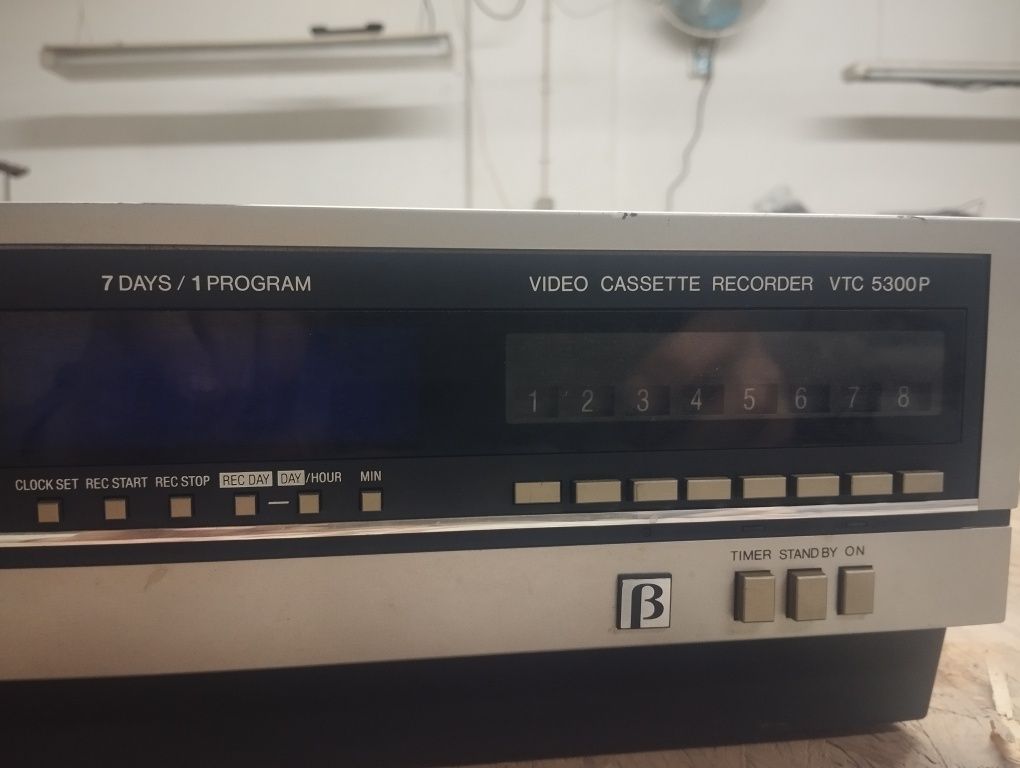 7 DAYS / 1 PROGRAM
VIDEO CASSETTE RECORDER VTC 5300P
1 2 3 4 5 6 7 8
CLOCK SET REC START REC STOP REC DAY DAY/HOUR MIN
TIMER STAND BY ON
β